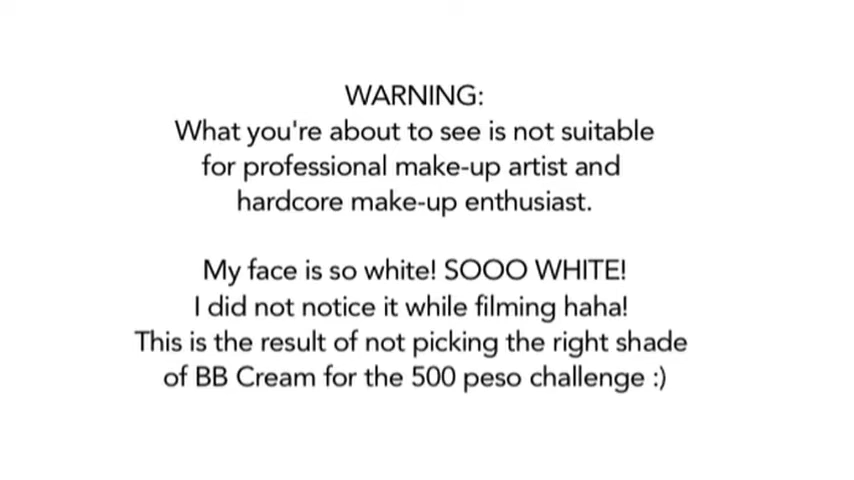 WARNING:
What you're about to see is not suitable
for professional make-up artist and
hardcore make-up enthusiast.
My face is so white! SOOO WHITE!
I did not notice it while filming haha!
This is the result of not picking the right shade
of BB Cream for the 500 peso challenge :)